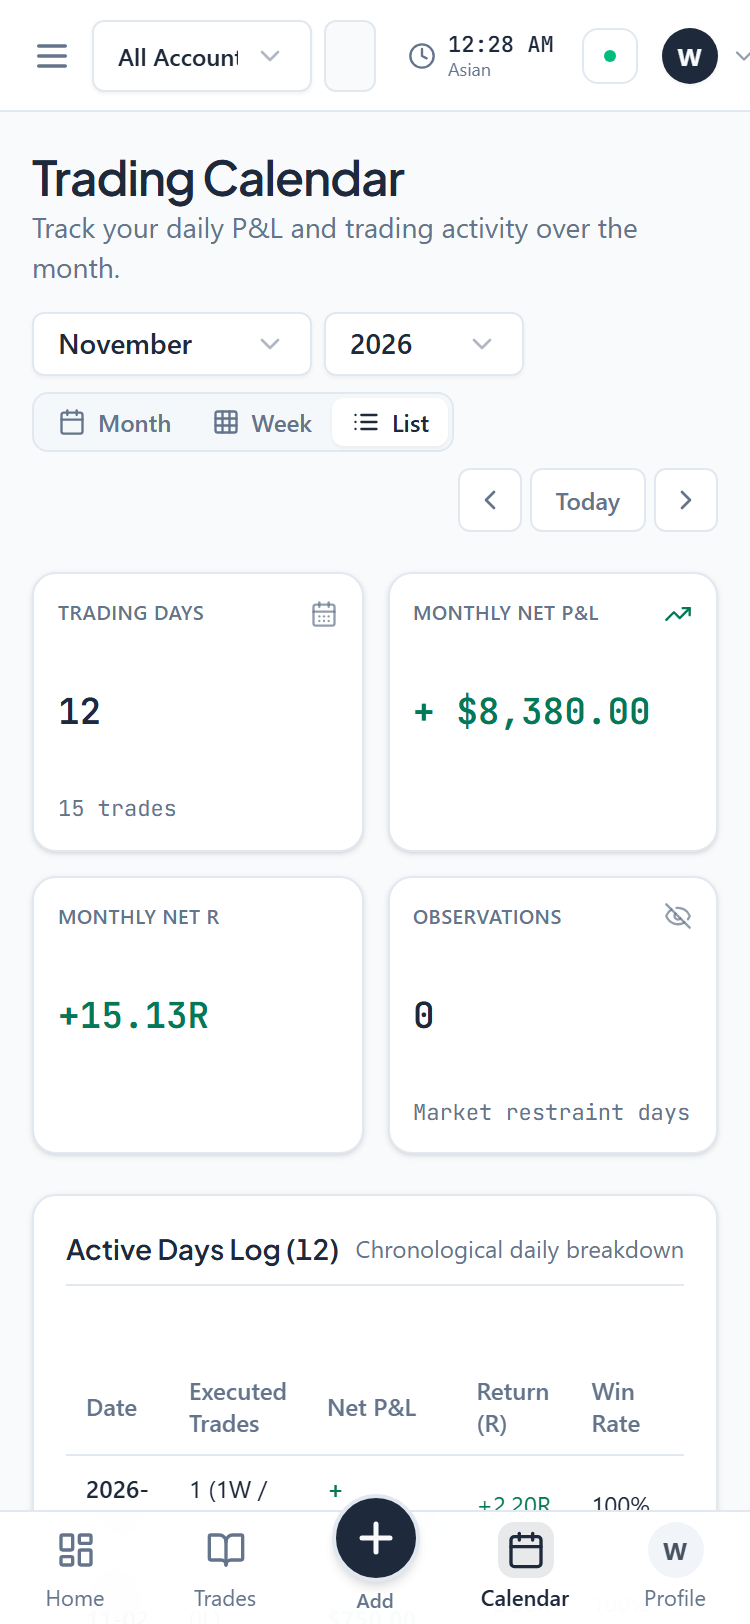 All Account
12:28 AM
Asian
W
Trading Calendar
Track your daily P&L and trading activity over the
month.
November
2026
Month
Week
List
Today
TRADING DAYS
12
15 trades
MONTHLY NET P&L
+ $8,380.00
MONTHLY NET R
+15.13R
OBSERVATIONS
0
Market restraint days
Active Days Log (12)
Chronological daily breakdown
Date
Executed
Trades
Net P&L
Return
(R)
Win
Rate
2026-
1 (1W /
+
+2.20R
100%
Home
Trades
Add
Calendar
W
Profile